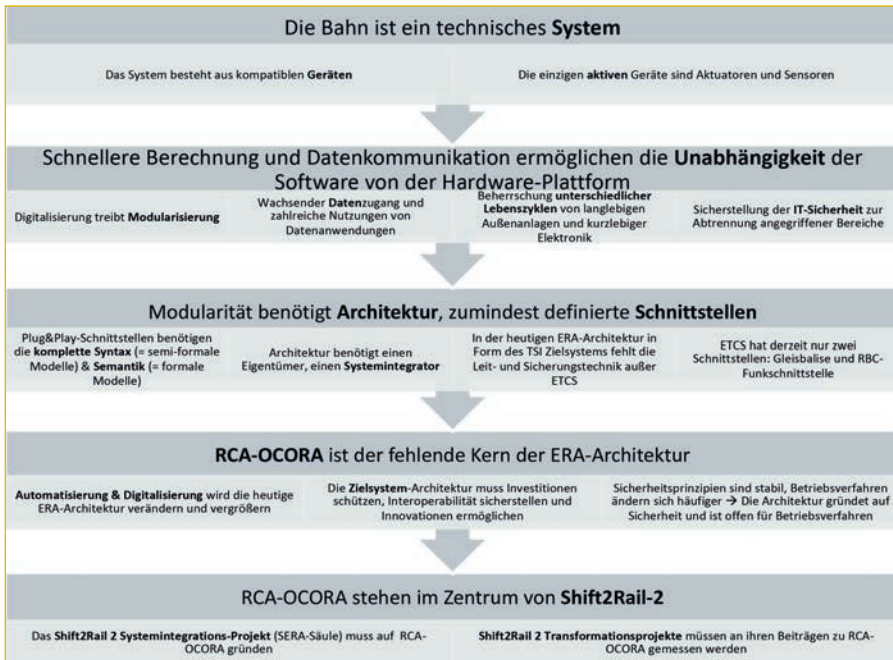 Die Bahn ist ein technisches System
Das System besteht aus kompatiblen Geräten
Die einzigen aktiven Geräte sind Aktuatoren und Sensoren
Schnellere Berechnung und Datenkommunikation ermöglichen die Unabhängigkeit der
Software von der Hardware-Plattform
Digitalisierung treibt Modularisierung
Wachsender Datenzugang und
zahlreiche Nutzungen von
Datenanwendungen
Beherrschung unterschiedlicher
Lebenszyklen von langlebigen
Außenanlagen und kurzlebiger
Elektronik
Sicherstellung der IT-Sicherheit zur
Abtrennung angegriffener Bereiche
Modularität benötigt Architektur, zumindest definierte Schnittstellen
Plug&Play-Schnittstellen benötigen
die komplette Syntax (= semi-formale
Modelle) & Semantik (= formale
Modelle)
Architektur benötigt einen
Eigentümer, einen Systemintegrator
In der heutigen ERA-Architektur in
Form des TSI Zielsystems fehlt die
Leit- und Sicherungstechnik außer
ETCS
ETCS hat derzeit nur zwei
Schnittstellen: Gleisbalise und RBC-
Funkschnittstelle
RCA-OCORA ist der fehlende Kern der ERA-Architektur
Automatisierung & Digitalisierung wird die heutige
ERA-Architektur verändern und vergrößern
Die Zielsystem-Architektur muss Investitionen
schützen, Interoperabilität sicherstellen und
Innovationen ermöglichen
Sicherheitsprinzipien sind stabil, Betriebsverfahren
ändern sich häufiger → Die Architektur gründet auf
Sicherheit und ist offen für Betriebsverfahren
RCA-OCORA stehen im Zentrum von Shift2Rail-2
Das Shift2Rail 2 Systemintegrations-Projekt (SERA-Säule) muss auf RCA-
OCORA gründen
Shift2Rail 2 Transformationsprojekte müssen an ihren Beiträgen zu RCA-
OCORA gemessen werden